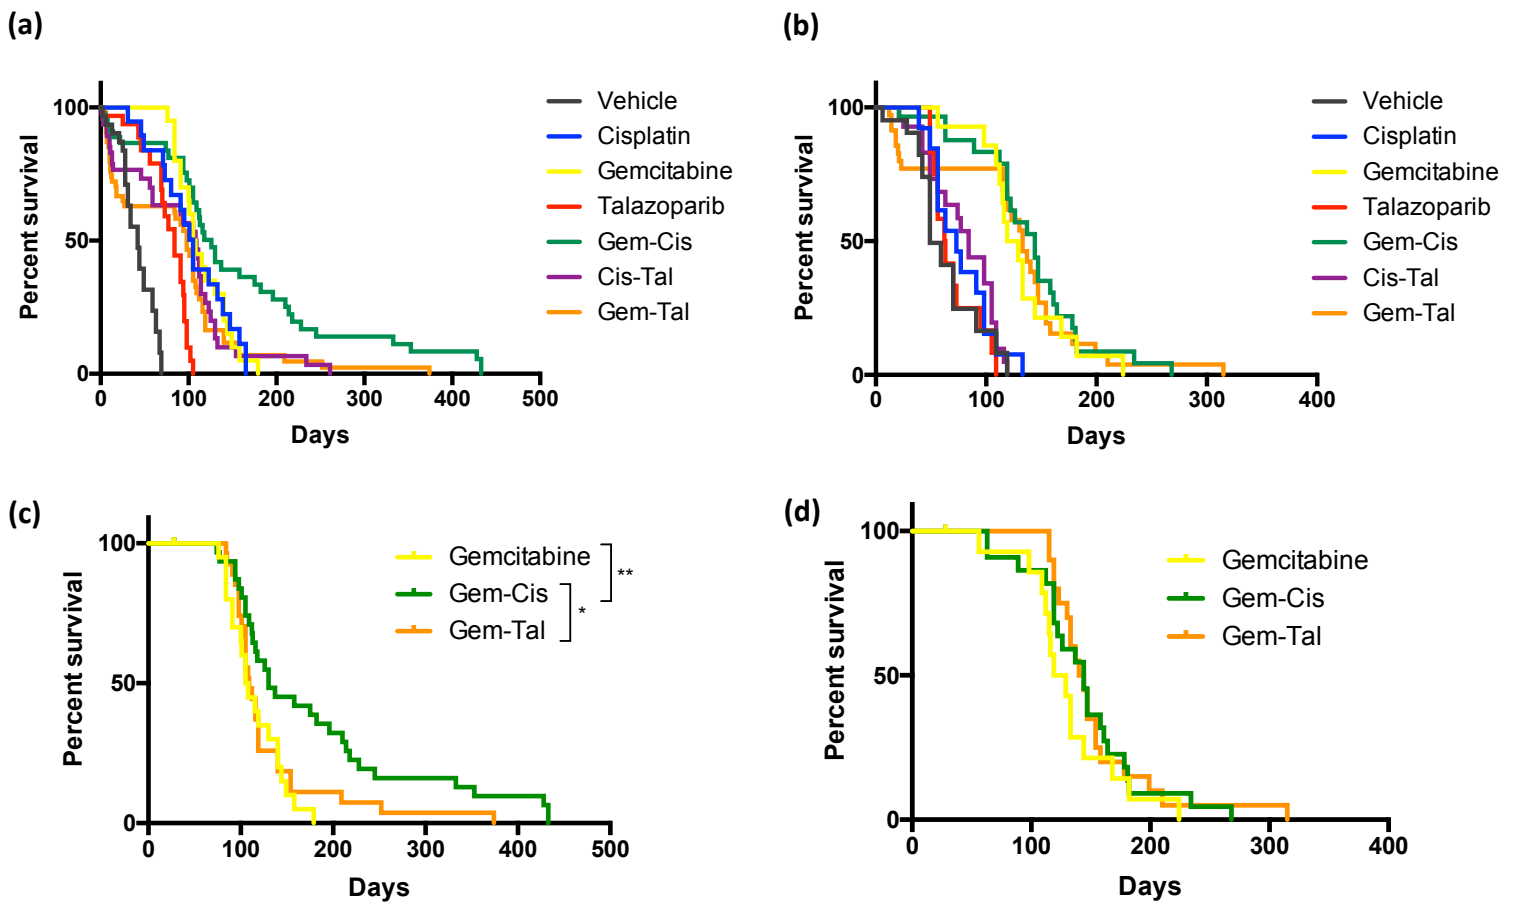 (a)
Percent survival
100
50
0
0 100 200 300 400 500
Days
Vehicle
Cisplatin
Gemcitabine
Talazoparib
Gem-Cis
Cis-Tal
Gem-Tal
(b)
Percent survival
100
50
0
0 100 200 300 400
Days
Vehicle
Cisplatin
Gemcitabine
Talazoparib
Gem-Cis
Cis-Tal
Gem-Tal
(c)
Percent survival
100
50
0
0 100 200 300 400 500
Days
Gemcitabine
Gem-Cis
Gem-Tal
**
*
(d)
Percent survival
100
50
0
0 100 200 300 400
Days
Gemcitabine
Gem-Cis
Gem-Tal